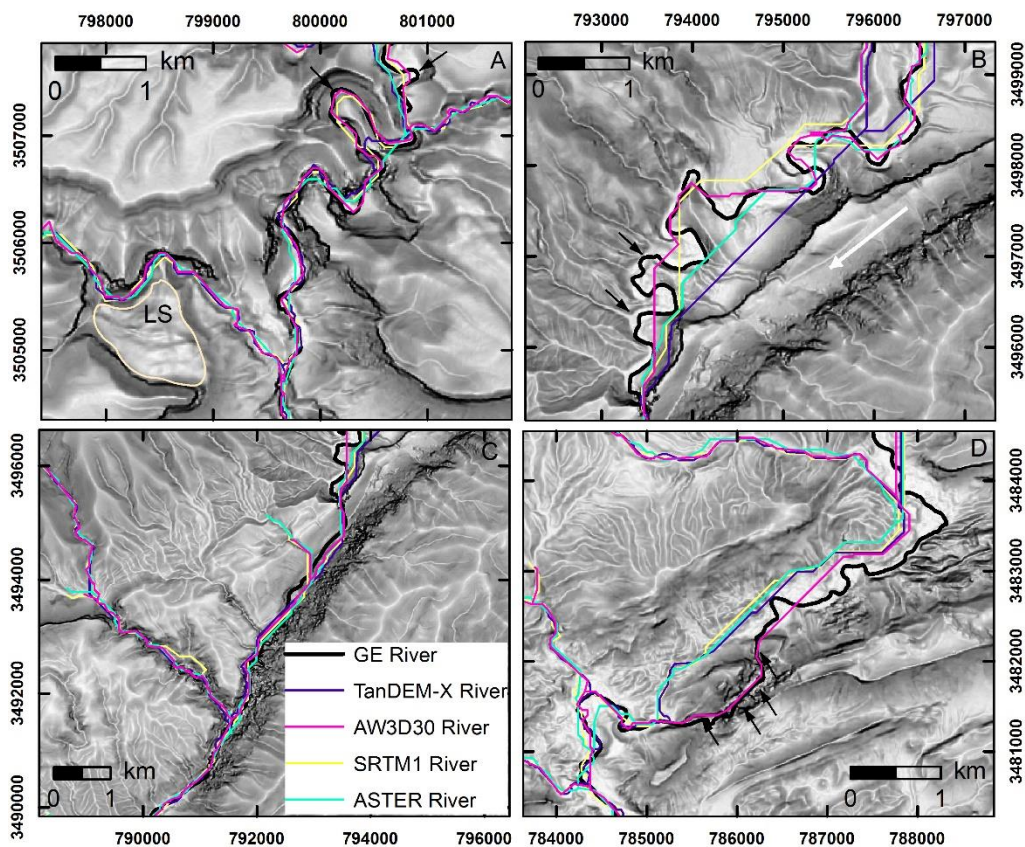 798000 799000 800000 801000
793000 794000 795000 796000 797000
km
A
0 1
LS
3507000
3506000
3505000
km
B
0 1
3499000
3498000
3497000
3496000
C
3496000
3494000
3492000
3490000
GE River
TanDEM-X River
AW3D30 River
SRTM1 River
ASTER River
km
0 1
D
3484000
3483000
3482000
3481000
km
0 1
790000 792000 794000 796000
784000 785000 786000 787000 788000